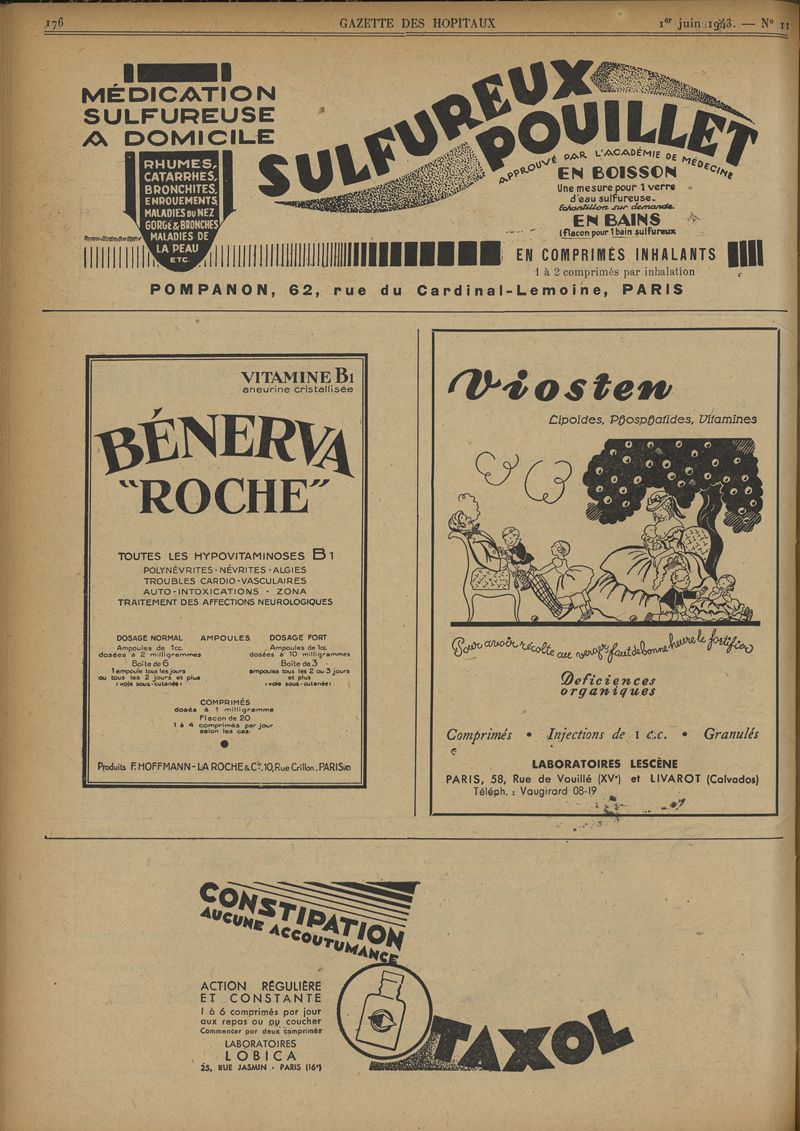 176
GAZETTE DES HOPITAUX
1er juin 1943. — No 11
MÉDICATION
SULFUREUSE
A DOMICILE
RHUMES,
CATARRHES,
BRONCHITES,
ENROUEMENTS,
MALADIES DU NEZ
GORGE & BRONCHES
MALADIES DE
LA PEAU
ETC.
SULFUREUX
POUILLET
APPROUVÉ PAR L'ACADÉMIE DE MÉDECINE
EN BOISSON
Une mesure pour 1 verre
d'eau sulfureuse.
Échantillon sur demande.
EN BAINS
1 flacon pour 1 bain sulfureux
EN COMPRIMÉS INHALANTS
1 à 2 comprimés par inhalation
POMPANON, 62, rue du Cardinal-Lemoine, PARIS
VITAMINE B1
aneurine cristallisée
BÉNERVA
"ROCHE"
TOUTES LES HYPOVITAMINOSES B1
POLYNÉVRITES - NÉVRITES - ALGIES
TROUBLES CARDIO-VASCULAIRES
AUTO-INTOXICATIONS - ZONA
TRAITEMENT DES AFFECTIONS NEUROLOGIQUES
DOSAGE NORMAL
AMPOULES
DOSAGE FORT
Ampoules de 1cc.
dosées à 2 milligrammes
Boîte de 6
1 ampoule tous les jours
ou tous les 2 jours et plus
(voie sous-cutanée)
Ampoules de 1cc
dosées à 10 milligrammes
Boîte de 3
ampoules tous les 2 ou 3 jours
et plus
(voie sous-cutanée)
COMPRIMÉS
dosés à 1 milligramme
Flacon de 20
1 à 4 comprimés par jour
selon les cas.
Produits F. HOFFMANN-LA ROCHE & Cie. 10, Rue Crillon. PARIS
Viosten
Lipoïdes, Phosphatides, Vitamines
Pour avoir récolte au verger faut de bonne heure le fortifier
Deficiences
organiques
Comprimés • Injections de 1 c.c. • Granulés
LABORATOIRES LESCÈNE
PARIS, 58, Rue de Vouillé (XVe) et LIVAROT (Calvados)
Téléph. : Vaugirard 08-19
CONSTIPATION
AUCUNE ACCOUTUMANCE
ACTION RÉGULIÈRE
ET CONSTANTE
1 à 6 comprimés par jour
aux repas ou au coucher
Commencer par deux comprimés
LABORATOIRES
LOBICA
25, RUE JASMIN - PARIS (16e)
TAXOL